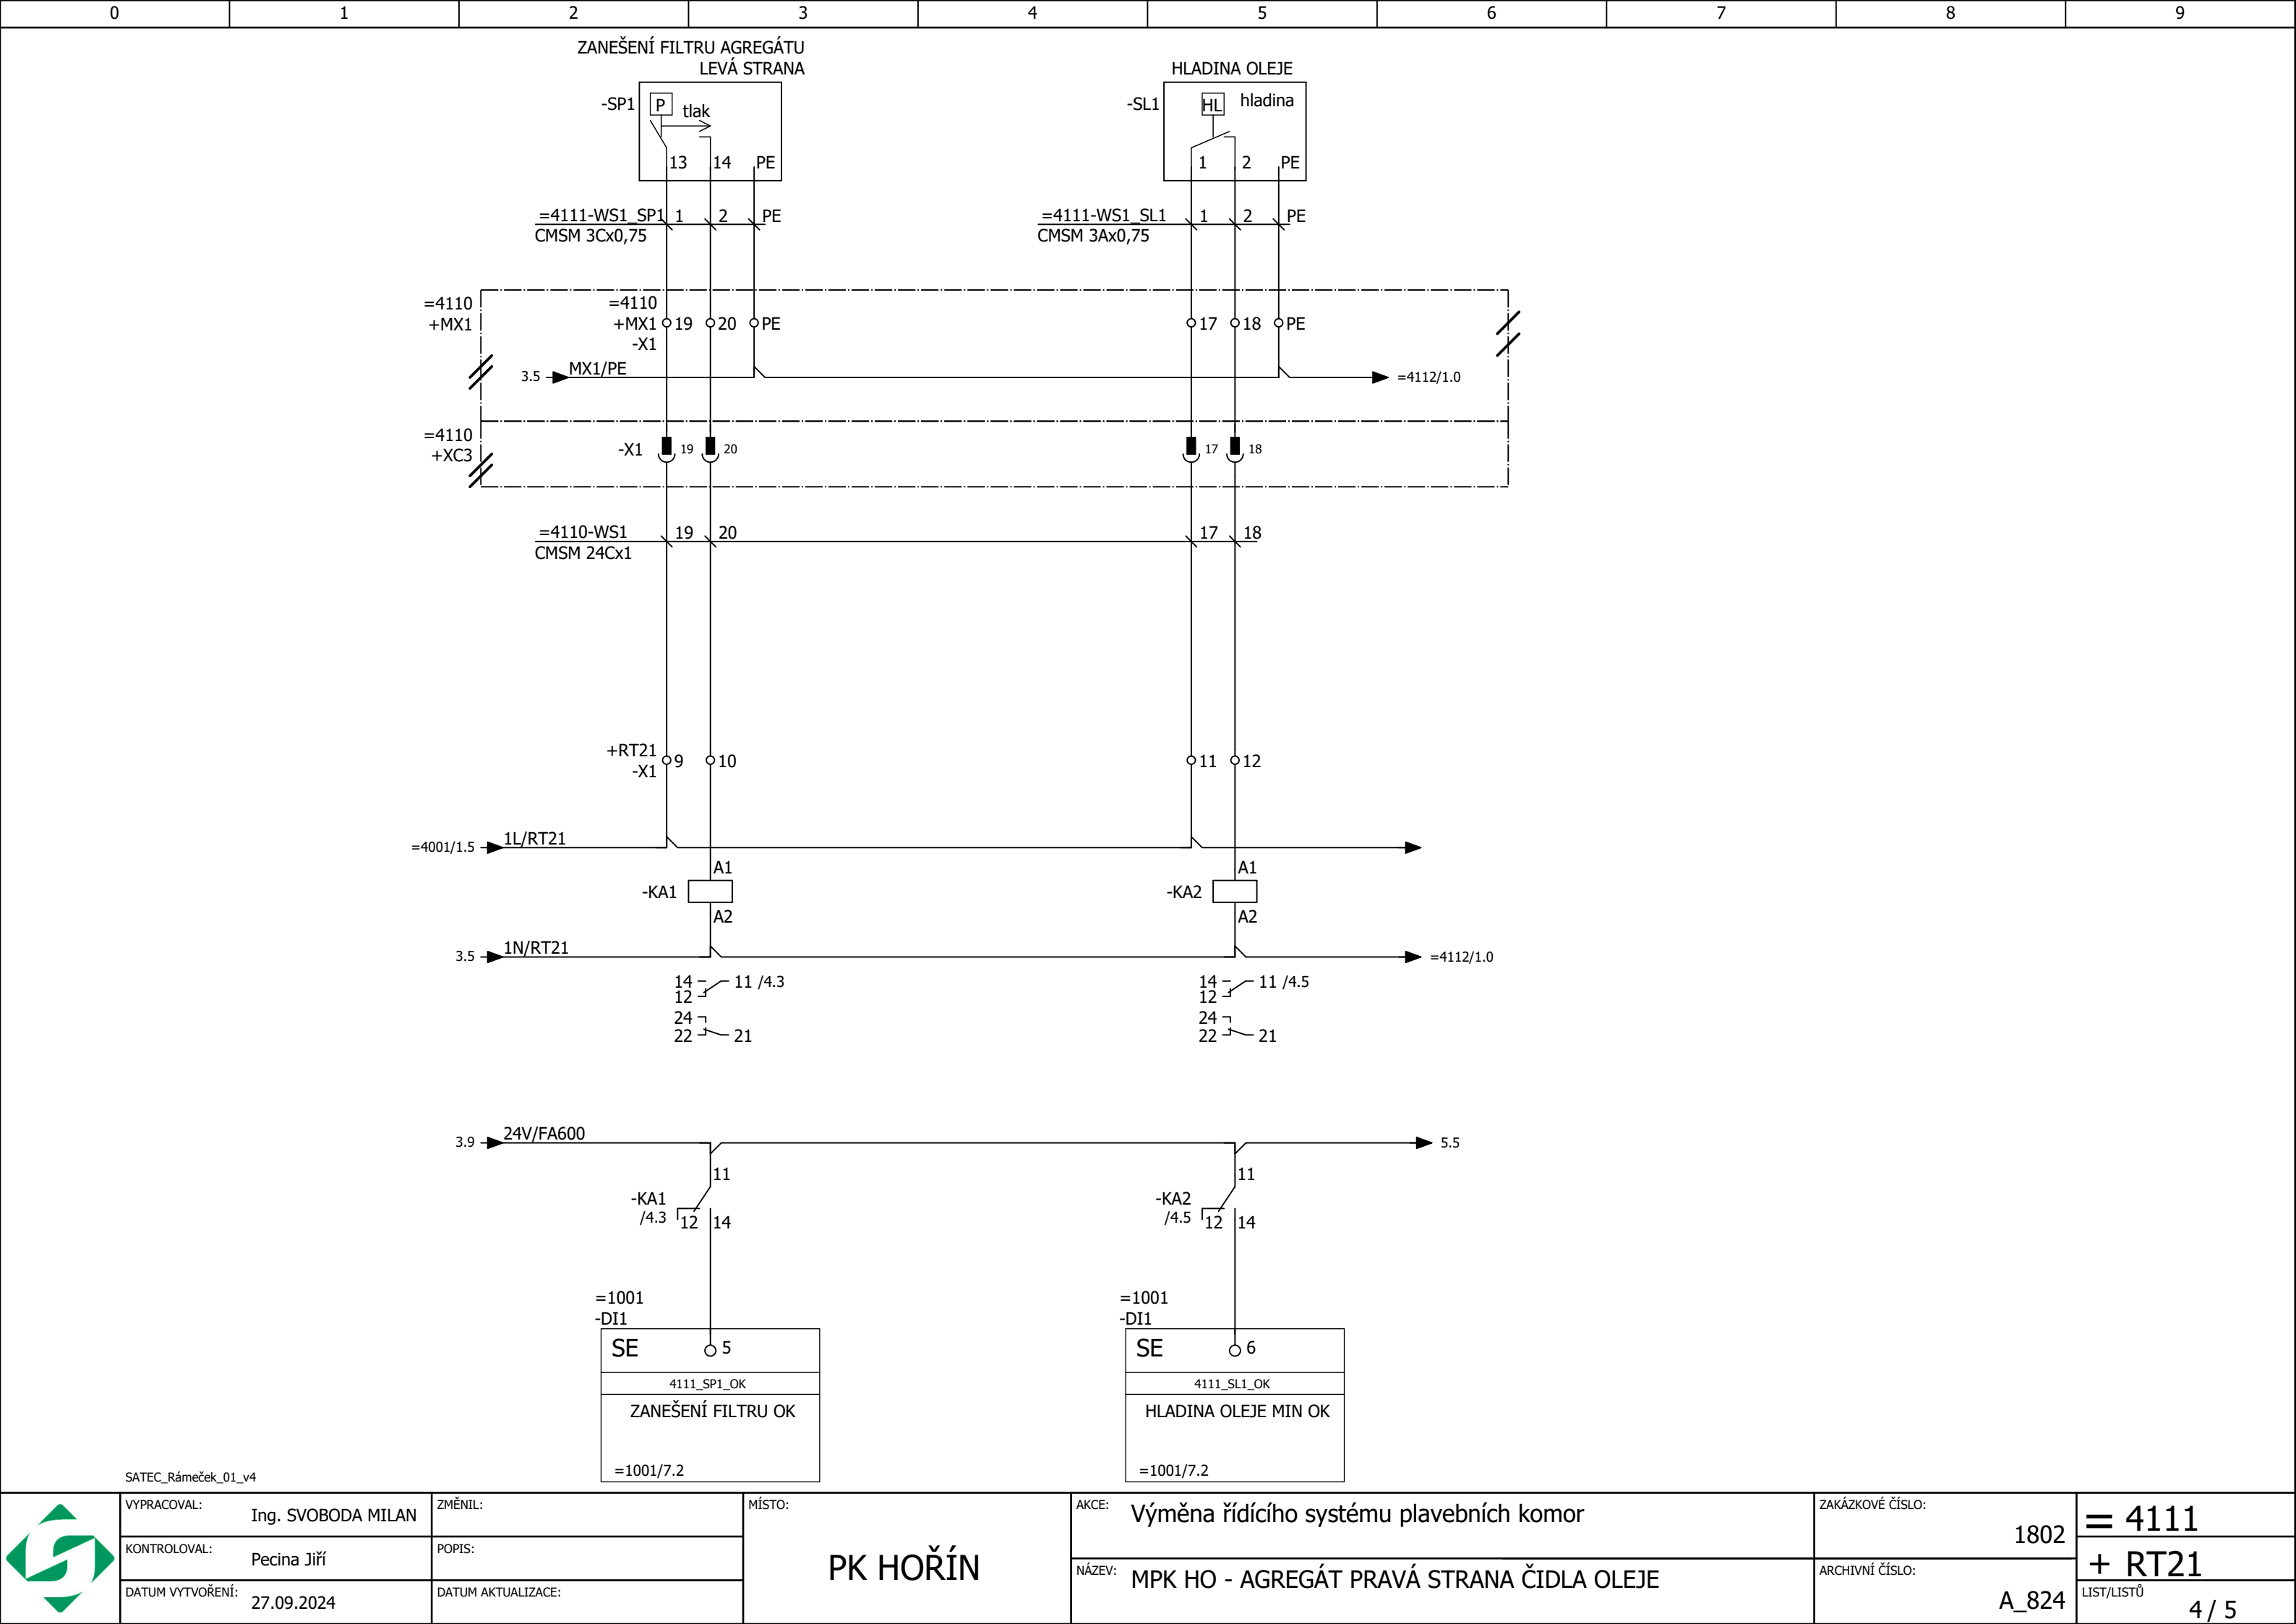 0 1 2 3 4 5 6 7 8 9
ZANEŠENÍ FILTRU AGREGÁTU
LEVÁ STRANA
HLADINA OLEJE
-SP1 P tlak
-SL1 HL hladina
13 14 PE
1 2 PE
=4111-WS1_SP1 1 2 PE
CMSM 3Cx0,75
=4111-WS1_SL1 1 2 PE
CMSM 3Ax0,75
=4110
+MX1
=4110
+MX1 19 20 PE
-X1
17 18 PE
3.5 MX1/PE =4112/1.0
=4110
+XC3
-X1 19 20 17 18
=4110-WS1 19 20 17 18
CMSM 24Cx1
+RT21
-X1 9 10 11 12
=4001/1.5 1L/RT21
A1 A1
-KA1 -KA2
A2 A2
3.5 1N/RT21 =4112/1.0
14 11 /4.3
12
24
22 21
14 11 /4.5
12
24
22 21
3.9 24V/FA600 5.5
11 11
-KA1
/4.3 12 14
-KA2
/4.5 12 14
=1001
-DI1
SE 5
4111_SP1_OK
ZANEŠENÍ FILTRU OK
=1001/7.2
=1001
-DI1
SE 6
4111_SL1_OK
HLADINA OLEJE MIN OK
=1001/7.2
SATEC_Rámeček_01_v4
VYPRACOVAL: Ing. SVOBODA MILAN
KONTROLOVAL: Pecina Jiří
DATUM VYTVOŘENÍ: 27.09.2024
ZMĚNIL:
POPIS:
DATUM AKTUALIZACE:
MÍSTO:
PK HOŘÍN
AKCE: Výměna řídícího systému plavebních komor
NÁZEV: MPK HO - AGREGÁT PRAVÁ STRANA ČIDLA OLEJE
ZAKÁZKOVÉ ČÍSLO:
1802
ARCHIVNÍ ČÍSLO:
A_824
= 4111
+ RT21
LIST/LISTŮ
4 / 5